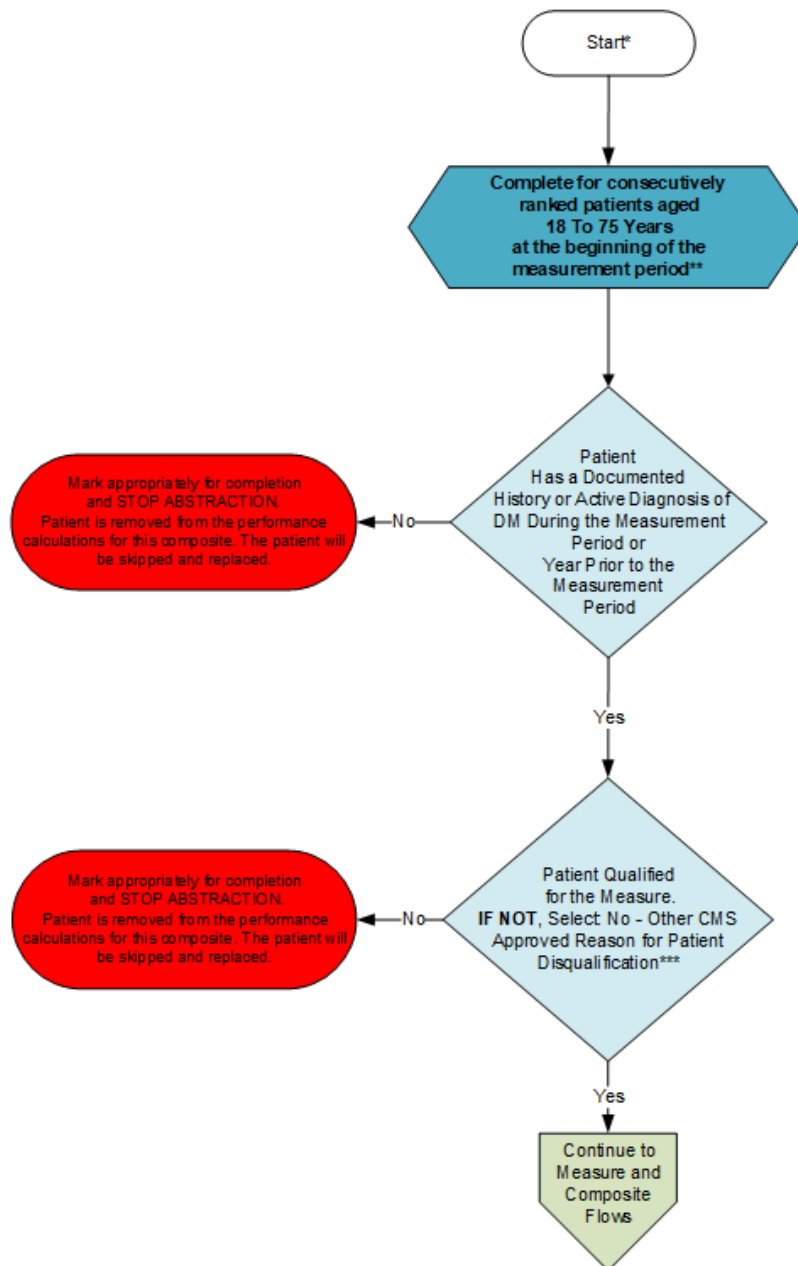 Start*
Complete for consecutively
ranked patients aged
18 To 75 Years
at the beginning of the
measurement period**
Patient
Has a Documented
History or Active Diagnosis of
DM During the Measurement
Period or
Year Prior to the
Measurement
Period
No
Mark appropriately for completion
and STOP ABSTRACTION.
Patient is removed from the performance
calculations for this composite. The patient will
be skipped and replaced.
Yes
Patient Qualified
for the Measure.
IF NOT, Select No - Other CMS
Approved Reason for Patient
Disqualification***
No
Mark appropriately for completion
and STOP ABSTRACTION.
Patient is removed from the performance
calculations for this composite. The patient will
be skipped and replaced.
Yes
Continue to
Measure and
Composite
Flows